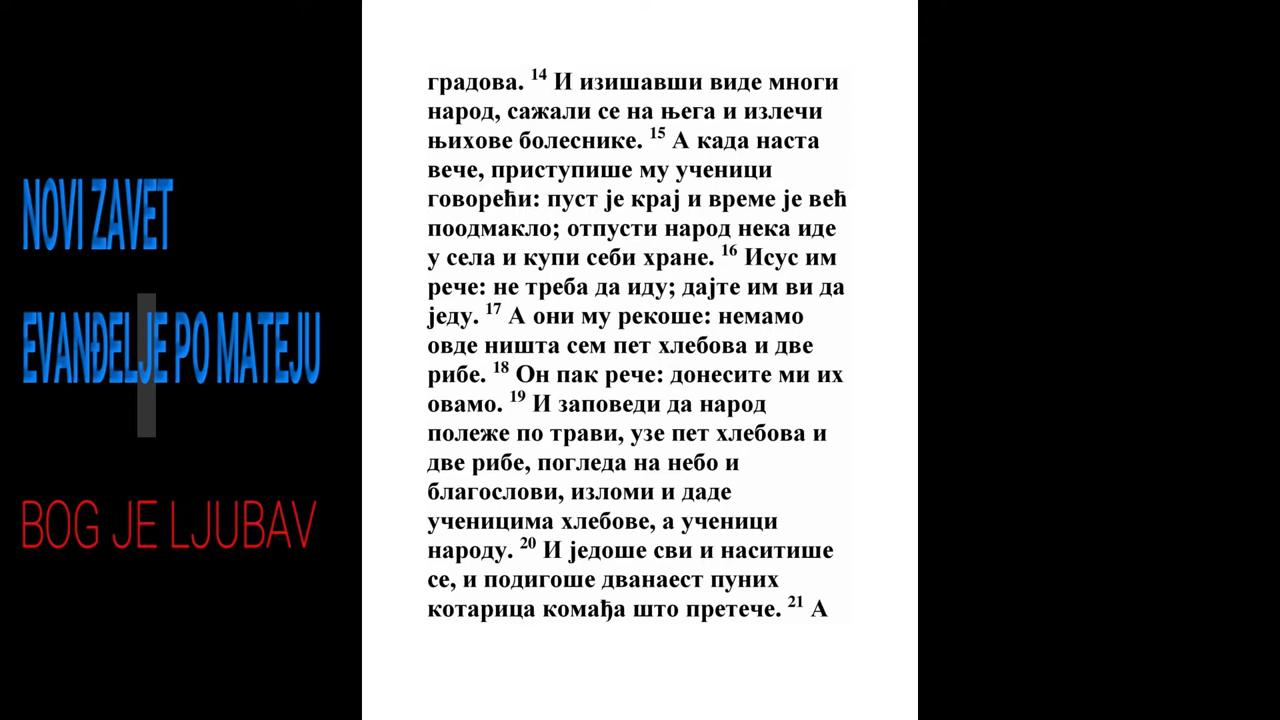 NOVI ZAVET
EVANĐELJE PO MATEJU
BOG JE LJUBAV
градова. 14 И изишавши виде многи
народ, сажали се на њега и излечи
њихове болеснике. 15 А када наста
вече, приступише му ученици
говорећи: пуст је крај и време је већ
поодмакло; отпусти народ нека иде
у села и купи себи хране. 16 Исус им
рече: не треба да иду; дајте им ви да
једу. 17 А они му рекоше: немамо
овде ништа сем пет хлебова и две
рибе. 18 Он пак рече: донесите ми их
овамо. 19 И заповеди да народ
полеже по трави, узе пет хлебова и
две рибе, погледа на небо и
благослови, изломи и даде
ученицима хлебове, а ученици
народу. 20 И једоше сви и наситише
се, и подигоше дванаест пуних
котарица комађа што претече. 21 А